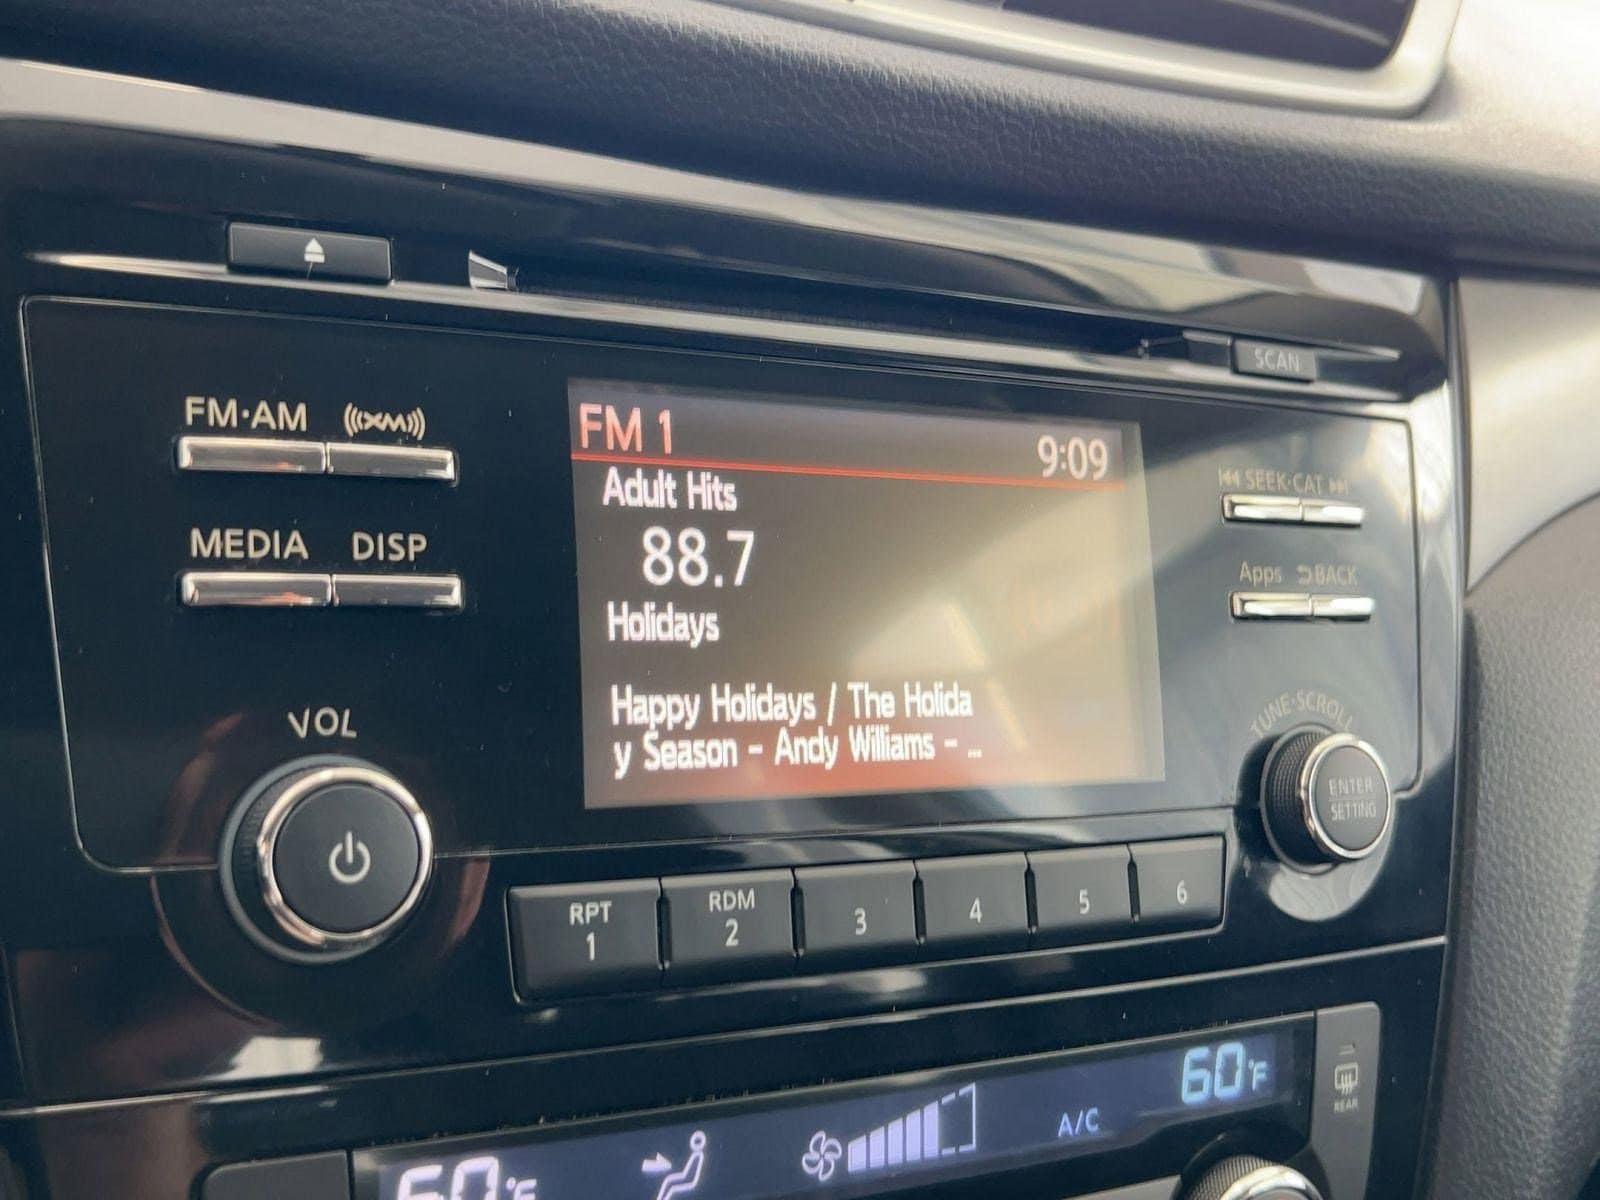 SCAN
FM·AM
(((XM)))
FM 1
9:09
Adult Hits
SEEK·CAT
88.7
MEDIA
DISP
Apps
BACK
Holidays
Happy Holidays / The Holida
y Season - Andy Williams - ...
VOL
TUNE·SCROLL
ENTER
SETTING
RPT
1
RDM
2
3
4
5
6
60°F
A/C
60°F
REAR